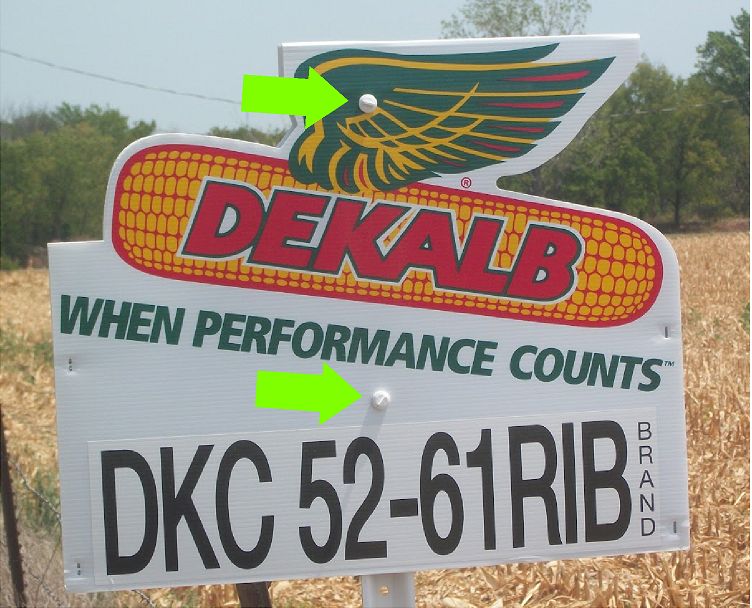 ®
DEKALB
WHEN PERFORMANCE COUNTS™
DKC 52-61RIB BRAND